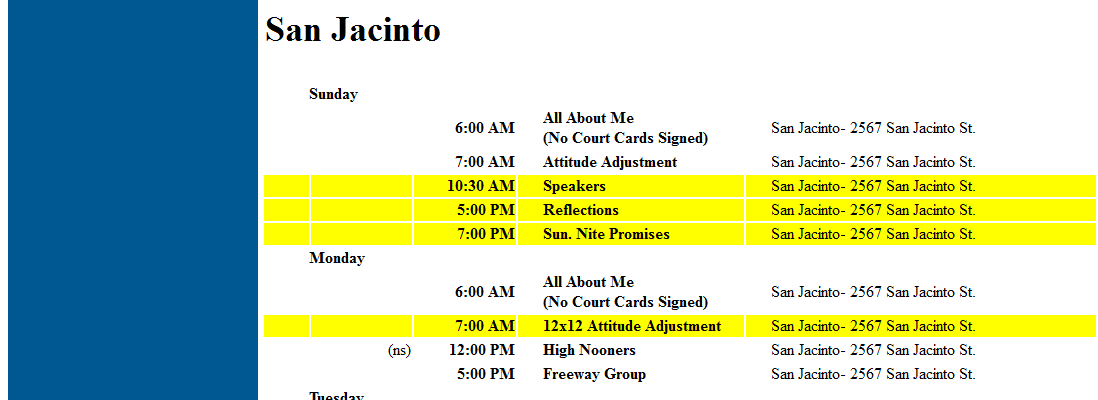 San Jacinto
Sunday
6:00 AM All About Me San Jacinto- 2567 San Jacinto St.
(No Court Cards Signed)
7:00 AM Attitude Adjustment San Jacinto- 2567 San Jacinto St.
10:30 AM Speakers San Jacinto- 2567 San Jacinto St.
5:00 PM Reflections San Jacinto- 2567 San Jacinto St.
7:00 PM Sun. Nite Promises San Jacinto- 2567 San Jacinto St.
Monday
6:00 AM All About Me San Jacinto- 2567 San Jacinto St.
(No Court Cards Signed)
7:00 AM 12x12 Attitude Adjustment San Jacinto- 2567 San Jacinto St.
(ns) 12:00 PM High Nooners San Jacinto- 2567 San Jacinto St.
5:00 PM Freeway Group San Jacinto- 2567 San Jacinto St.
Tuesday